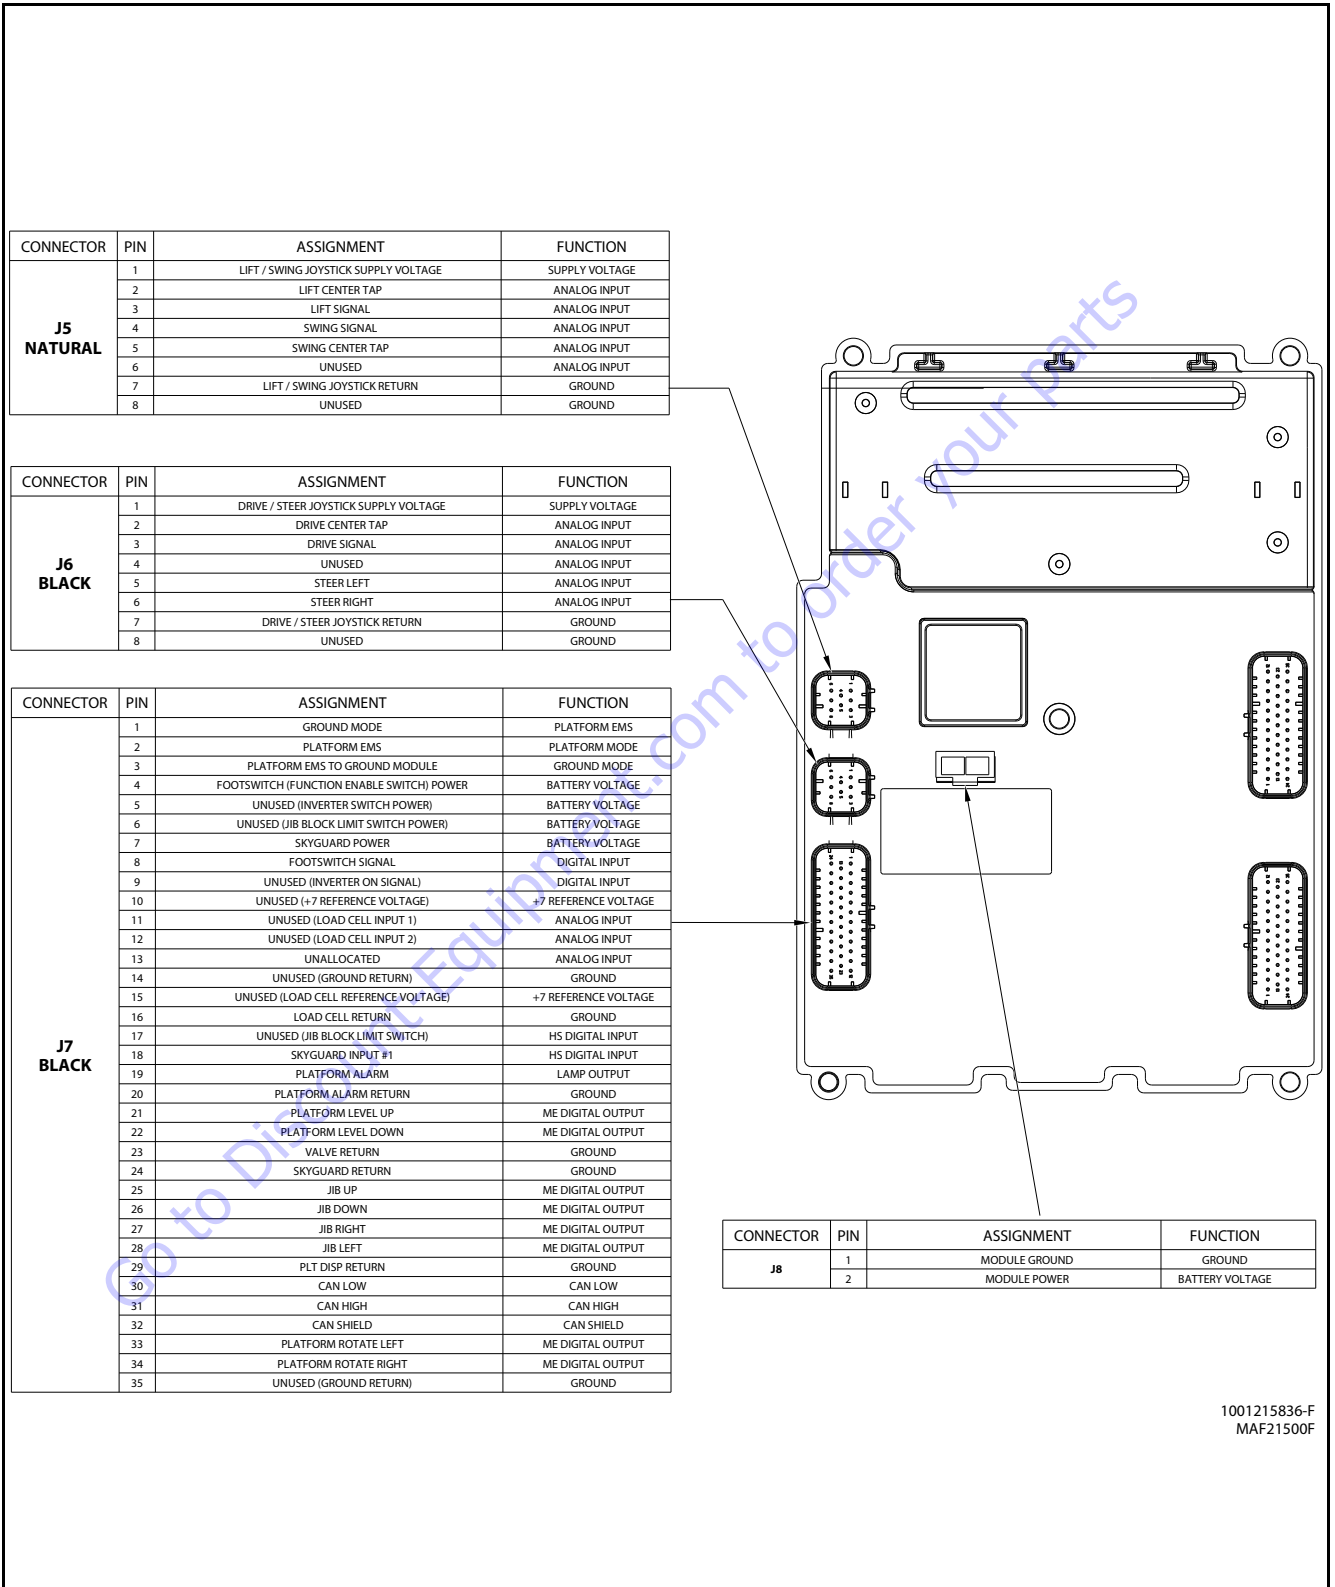 CONNECTOR PIN ASSIGNMENT FUNCTION
J5
NATURAL
1 LIFT / SWING JOYSTICK SUPPLY VOLTAGE SUPPLY VOLTAGE
2 LIFT CENTER TAP ANALOG INPUT
3 LIFT SIGNAL ANALOG INPUT
4 SWING SIGNAL ANALOG INPUT
5 SWING CENTER TAP ANALOG INPUT
6 UNUSED ANALOG INPUT
7 LIFT / SWING JOYSTICK RETURN GROUND
8 UNUSED GROUND
CONNECTOR PIN ASSIGNMENT FUNCTION
J6
BLACK
1 DRIVE / STEER JOYSTICK SUPPLY VOLTAGE SUPPLY VOLTAGE
2 DRIVE CENTER TAP ANALOG INPUT
3 DRIVE SIGNAL ANALOG INPUT
4 UNUSED ANALOG INPUT
5 STEER LEFT ANALOG INPUT
6 STEER RIGHT ANALOG INPUT
7 DRIVE / STEER JOYSTICK RETURN GROUND
8 UNUSED GROUND
CONNECTOR PIN ASSIGNMENT FUNCTION
J7
BLACK
1 GROUND MODE PLATFORM EMS
2 PLATFORM EMS PLATFORM MODE
3 PLATFORM EMS TO GROUND MODULE GROUND MODE
4 FOOTSWITCH (FUNCTION ENABLE SWITCH) POWER BATTERY VOLTAGE
5 UNUSED (INVERTER SWITCH POWER) BATTERY VOLTAGE
6 UNUSED (JIB BLOCK LIMIT SWITCH POWER) BATTERY VOLTAGE
7 SKYGUARD POWER BATTERY VOLTAGE
8 FOOTSWITCH SIGNAL DIGITAL INPUT
9 UNUSED (INVERTER ON SIGNAL) DIGITAL INPUT
10 UNUSED (+7 REFERENCE VOLTAGE) +7 REFERENCE VOLTAGE
11 UNUSED (LOAD CELL INPUT 1) ANALOG INPUT
12 UNUSED (LOAD CELL INPUT 2) ANALOG INPUT
13 UNALLOCATED ANALOG INPUT
14 UNUSED (GROUND RETURN) GROUND
15 UNUSED (LOAD CELL REFERENCE VOLTAGE) +7 REFERENCE VOLTAGE
16 LOAD CELL RETURN GROUND
17 UNUSED (JIB BLOCK LIMIT SWITCH) HS DIGITAL INPUT
18 SKYGUARD INPUT #1 HS DIGITAL INPUT
19 PLATFORM ALARM LAMP OUTPUT
20 PLATFORM ALARM RETURN GROUND
21 PLATFORM LEVEL UP ME DIGITAL OUTPUT
22 PLATFORM LEVEL DOWN ME DIGITAL OUTPUT
23 VALVE RETURN GROUND
24 SKYGUARD RETURN GROUND
25 JIB UP ME DIGITAL OUTPUT
26 JIB DOWN ME DIGITAL OUTPUT
27 JIB RIGHT ME DIGITAL OUTPUT
28 JIB LEFT ME DIGITAL OUTPUT
29 PLT DISP RETURN GROUND
30 CAN LOW CAN LOW
31 CAN HIGH CAN HIGH
32 CAN SHIELD CAN SHIELD
33 PLATFORM ROTATE LEFT ME DIGITAL OUTPUT
34 PLATFORM ROTATE RIGHT ME DIGITAL OUTPUT
35 UNUSED (GROUND RETURN) GROUND
CONNECTOR PIN ASSIGNMENT FUNCTION
J8
1 MODULE GROUND GROUND
2 MODULE POWER BATTERY VOLTAGE
1001215836-F
MAF21500F
Go to Discount-Equipment.com to order your parts